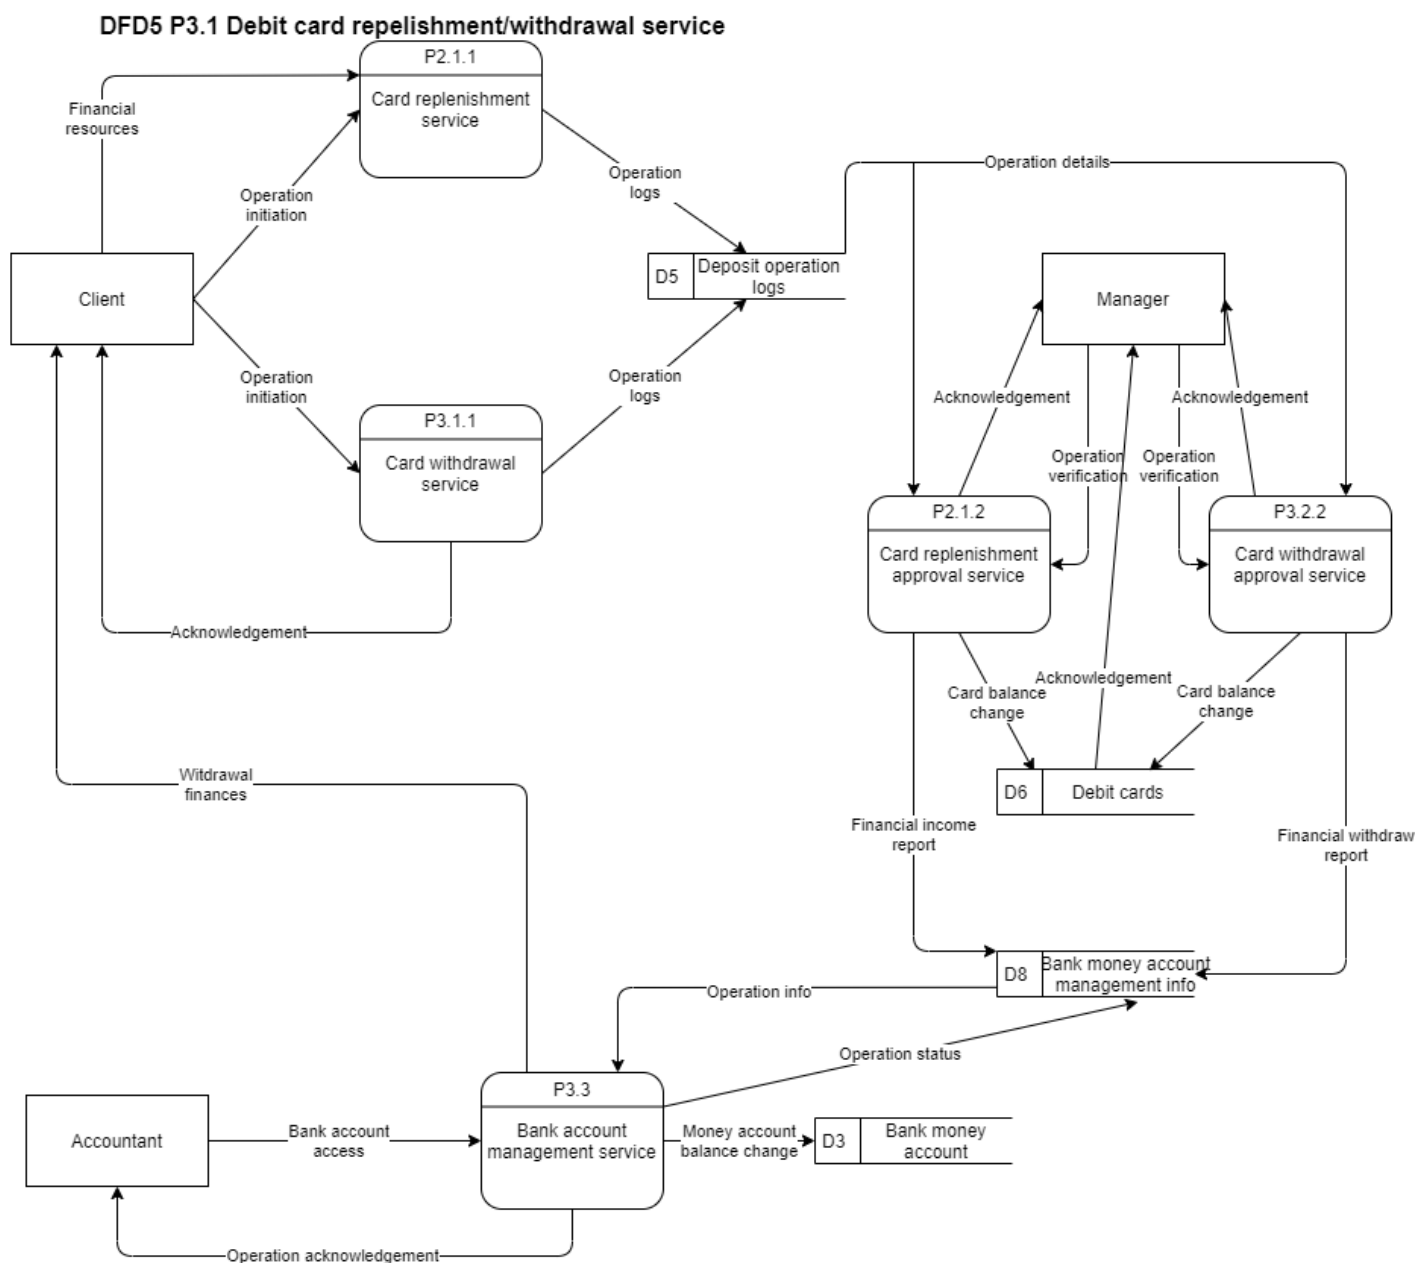 DFD5 P3.1 Debit card repelishment/withdrawal service
P2.1.1
Card replenishment
service
Financial
resources
Operation
initiation
Operation
logs
Operation details
Client
D5
Deposit operation
logs
Manager
Operation
initiation
Operation
logs
Acknowledgement
Acknowledgement
P3.1.1
Card withdrawal
service
Operation
verification
Operation
verification
P2.1.2
Card replenishment
approval service
P3.2.2
Card withdrawal
approval service
Acknowledgement
Acknowledgement
Card balance
change
Card balance
change
Witdrawal
finances
D6
Debit cards
Financial income
report
Financial withdraw
report
D8
Bank money account
management info
Operation info
Operation status
P3.3
Bank account
management service
Accountant
Bank account
access
Money account
balance change
D3
Bank money
account
Operation acknowledgement